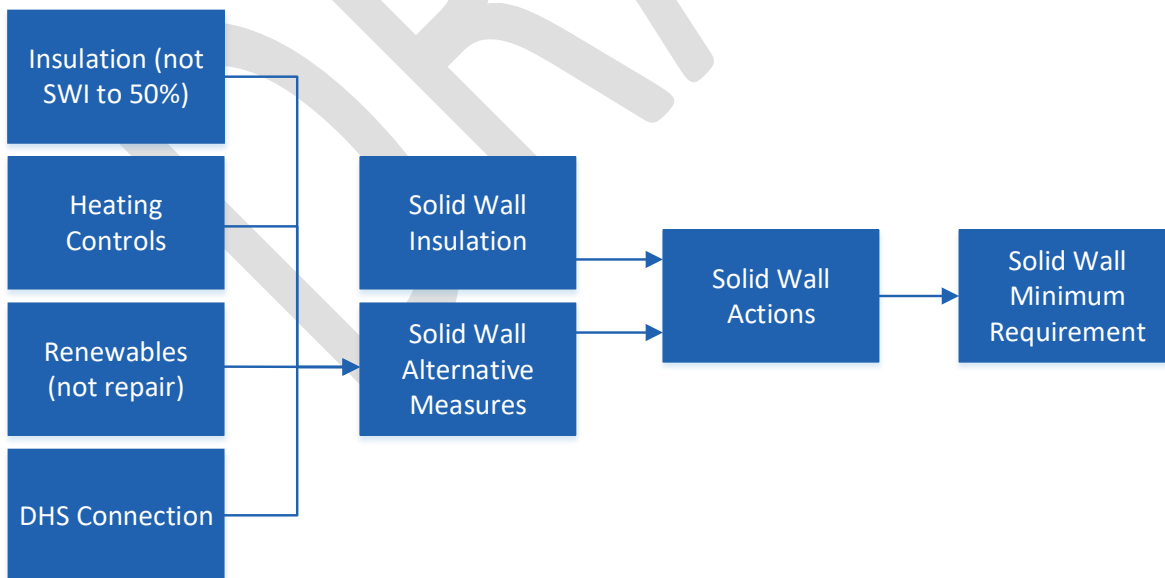 Insulation (not
SWI to 50%)
Heating
Controls
Renewables
(not repair)
DHS Connection
Solid Wall
Insulation
Solid Wall
Alternative
Measures
Solid Wall
Actions
Solid Wall
Minimum
Requirement